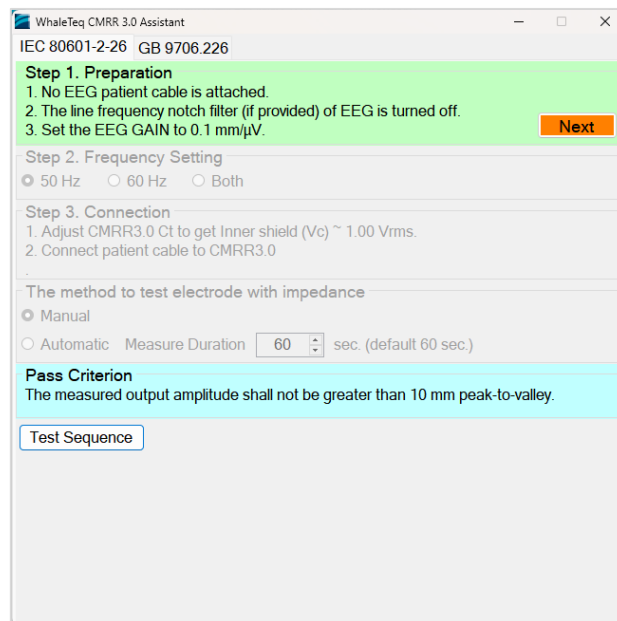 WhaleTeq CMRR 3.0 Assistant
IEC 80601-2-26 GB 9706.226
Step 1. Preparation
1. No EEG patient cable is attached.
2. The line frequency notch filter (if provided) of EEG is turned off.
3. Set the EEG GAIN to 0.1 mm/µV.
Next
Step 2. Frequency Setting
50 Hz 60 Hz Both
Step 3. Connection
1. Adjust CMRR3.0 Ct to get Inner shield (Vc) ~ 1.00 Vrms.
2. Connect patient cable to CMRR3.0
.
The method to test electrode with impedance
Manual
Automatic Measure Duration 60 sec. (default 60 sec.)
Pass Criterion
The measured output amplitude shall not be greater than 10 mm peak-to-valley.
Test Sequence